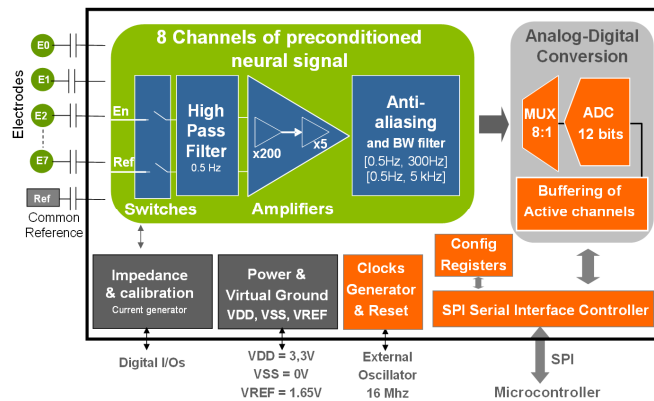 8 Channels of preconditioned
neural signal
Analog-Digital
Conversion
Electrodes
E0
E1
E2
E7
Ref
Common
Reference
En
Ref
Switches
High
Pass
Filter
0.5 Hz
x200
x5
Amplifiers
Anti-
aliasing
and BW filter
[0.5Hz, 300Hz]
[0.5Hz, 5 kHz]
MUX
8:1
ADC
12 bits
Buffering of
Active channels
Impedance
& calibration
Current generator
Power &
Virtual Ground
VDD, VSS, VREF
Clocks
Generator
& Reset
Config
Registers
SPI Serial Interface Controller
Digital I/Os
VDD = 3,3V
VSS = 0V
VREF = 1.65V
External
Oscillator
16 Mhz
SPI
Microcontroller